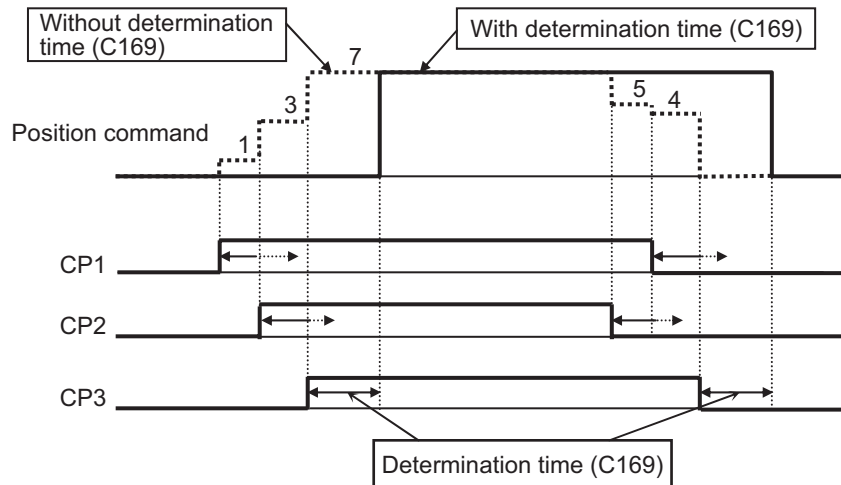 Without determination
time (C169)
With determination time (C169)
7
3
5
4
1
Position command
CP1
CP2
CP3
Determination time (C169)